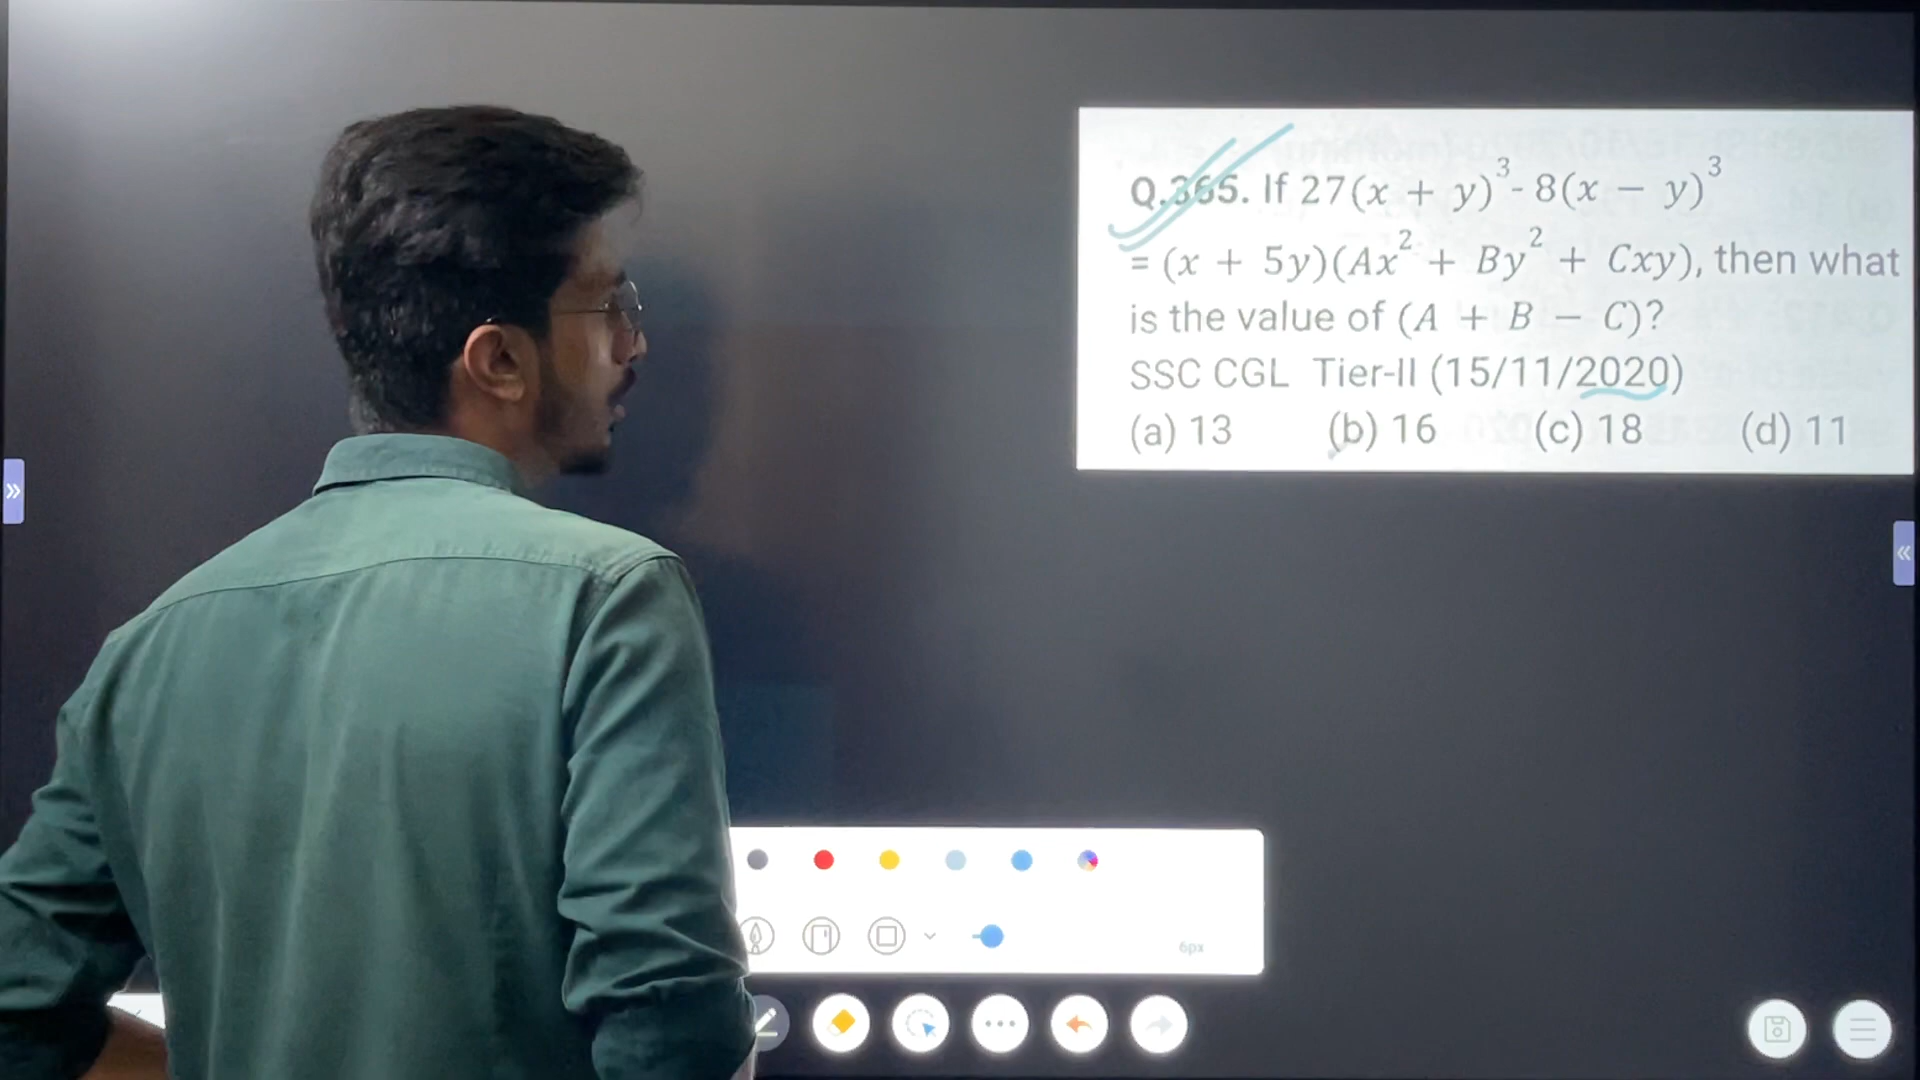 Q.365. If 27(x + y)³- 8(x − y)³
= (x + 5y)(Ax² + By² + Cxy), then what
is the value of (A + B − C)?
SSC CGL Tier-II (15/11/2020)
(a) 13 (b) 16 (c) 18 (d) 11
6px